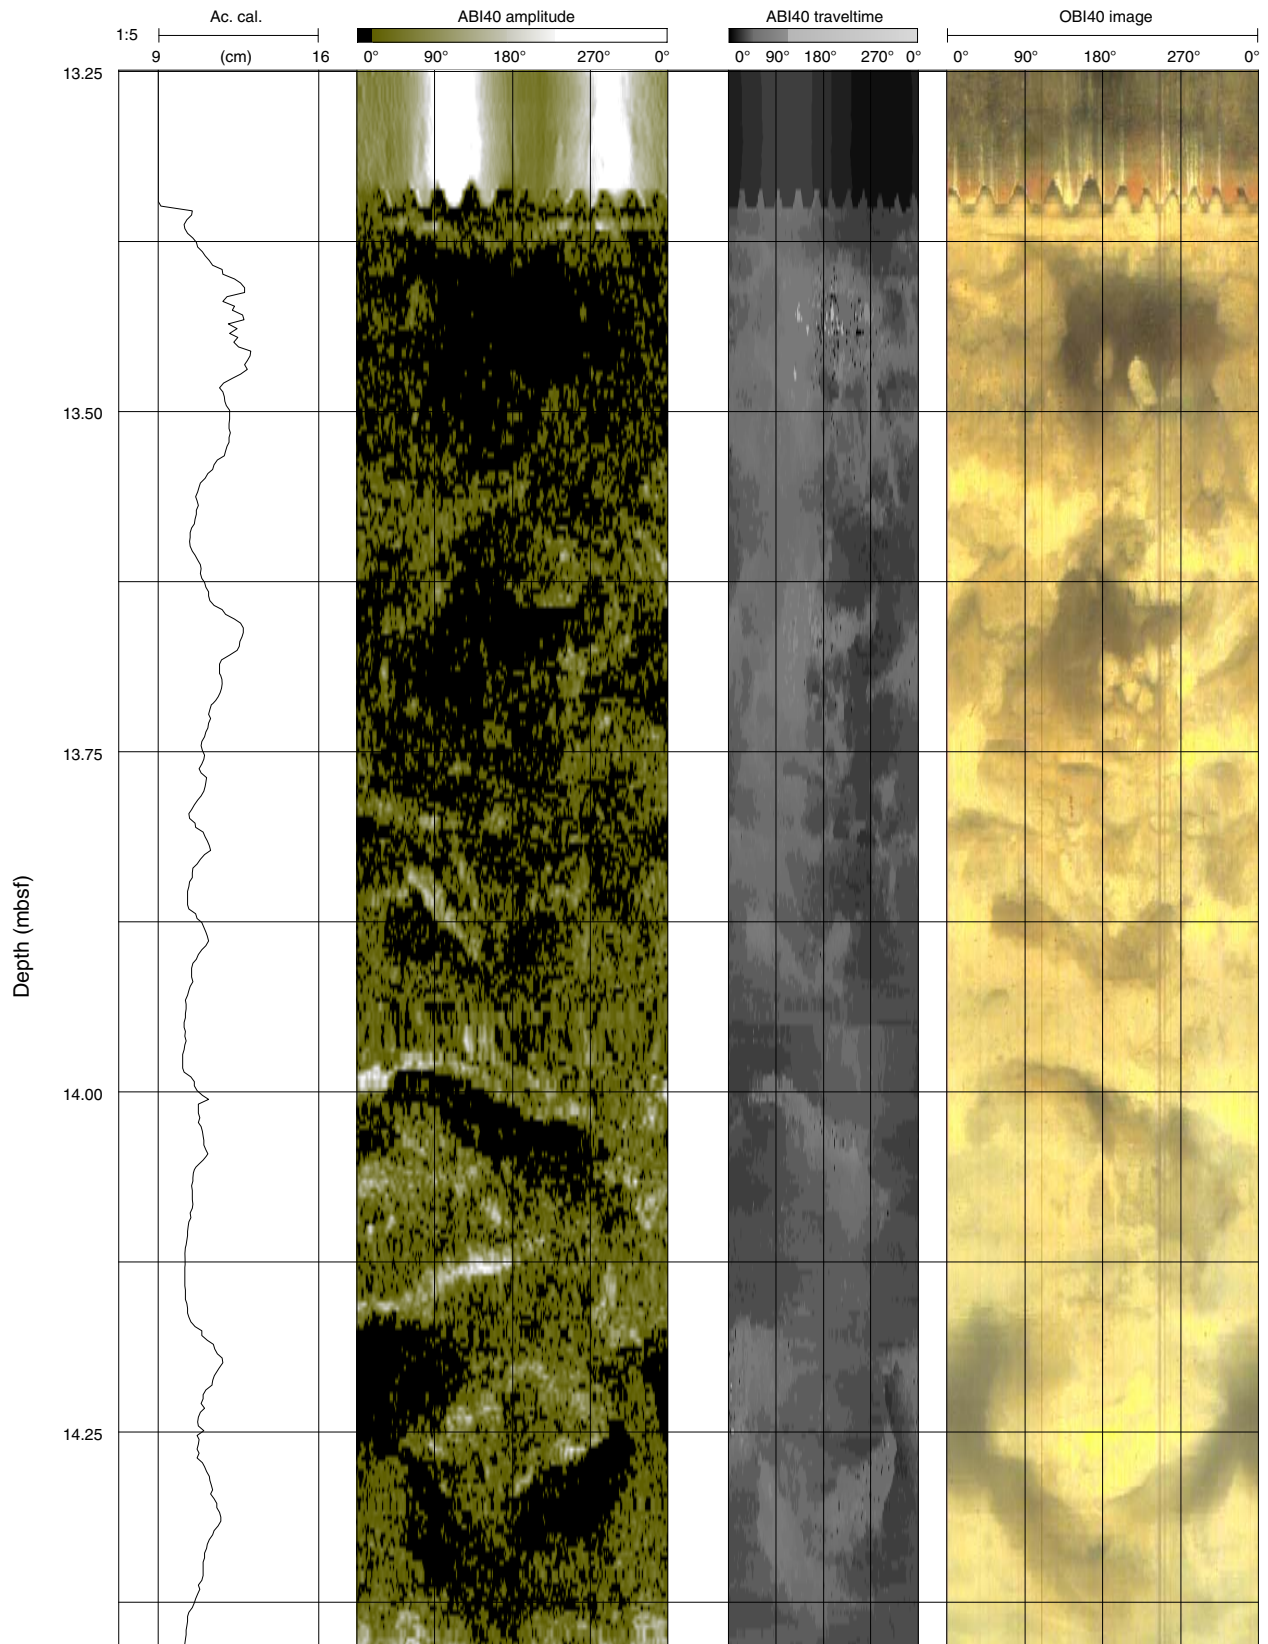 Ac. cal. ABI40 amplitude ABI40 traveltime OBI40 image
1:5
9 (cm) 16 0° 90° 180° 270° 0° 0° 90° 180° 270° 0° 0° 90° 180° 270° 0°
13.25
13.50
13.75
Depth (mbsf)
14.00
14.25